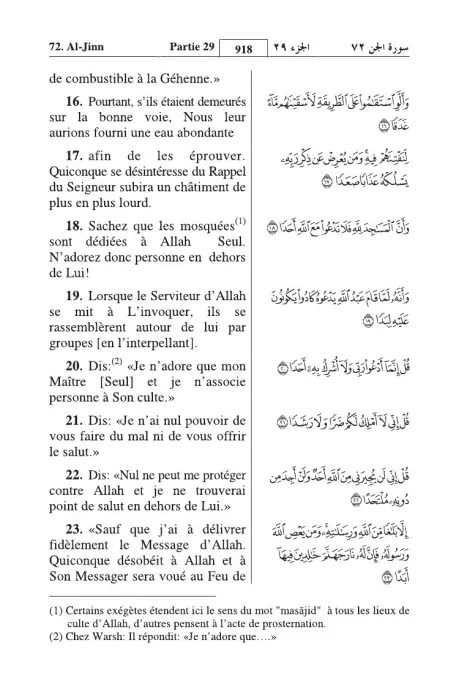 72. Al-Jinn Partie 29 918 الجزء ٢٩ سورة الجن ٧٢
de combustible à la Géhenne.»
16. Pourtant, s'ils étaient demeurés
sur la bonne voie, Nous leur
aurions fourni une eau abondante
17. afin de les éprouver.
Quiconque se désintéresse du Rappel
du Seigneur subira un châtiment de
plus en plus lourd.
18. Sachez que les mosquées(1)
sont dédiées à Allah Seul.
N'adorez donc personne en dehors
de Lui!
19. Lorsque le Serviteur d'Allah
se mit à L'invoquer, ils se
rassemblèrent autour de lui par
groupes [en l'interpellant].
20. Dis:(2) «Je n'adore que mon
Maître [Seul] et je n'associe
personne à Son culte.»
21. Dis: «Je n'ai nul pouvoir de
vous faire du mal ni de vous offrir
le salut.»
22. Dis: «Nul ne peut me protéger
contre Allah et je ne trouverai
point de salut en dehors de Lui.»
23. «Sauf que j'ai à délivrer
fidèlement le Message d'Allah.
Quiconque désobéit à Allah et à
Son Messager sera voué au Feu de
وَأَلَّوِ ٱسْتَقَٰمُوا۟ عَلَى ٱلطَّرِيقَةِ لَأَسْقَيْنَٰهُم مَّآءً
غَدَقًا ١٦
لِّنَفْتِنَهُمْ فِيهِ وَمَن يُعْرِضْ عَن ذِكْرِ رَبِّهِۦ
يَسْلُكْهُ عَذَابًا صَعَدًا ١٧
وَأَنَّ ٱلْمَسَٰجِدَ لِلَّهِ فَلَا تَدْعُوا۟ مَعَ ٱللَّهِ أَحَدًا ١٨
وَأَنَّهُۥ لَمَّا قَامَ عَبْدُ ٱللَّهِ يَدْعُوهُ كَادُوا۟ يَكُونُونَ
عَلَيْهِ لِبَدًا ١٩
قُلْ إِنَّمَآ أَدْعُوا۟ رَبِّى وَلَآ أُشْرِكُ بِهِۦٓ أَحَدًا ٢٠
قُلْ إِنِّى لَآ أَمْلِكُ لَكُمْ ضَرًّا وَلَا رَشَدًا ٢١
قُلْ إِنِّى لَن يُجِيرَنِى مِنَ ٱللَّهِ أَحَدٌ وَلَنْ أَجِدَ مِن
دُونِهِۦ مُلْتَحَدًا ٢٢
إِلَّا بَلَٰغًا مِّنَ ٱللَّهِ وَرِسَٰلَٰتِهِۦ وَمَن يَعْصِ ٱللَّهَ
وَرَسُولَهُۥ فَإِنَّ لَهُۥ نَارَ جَهَنَّمَ خَٰلِدِينَ فِيهَآ
أَبَدًا ٢٣
(1) Certains exégètes étendent ici le sens du mot "masājid" à tous les lieux de
culte d'Allah, d'autres pensent à l'acte de prosternation.
(2) Chez Warsh: Il répondit: «Je n'adore que….»